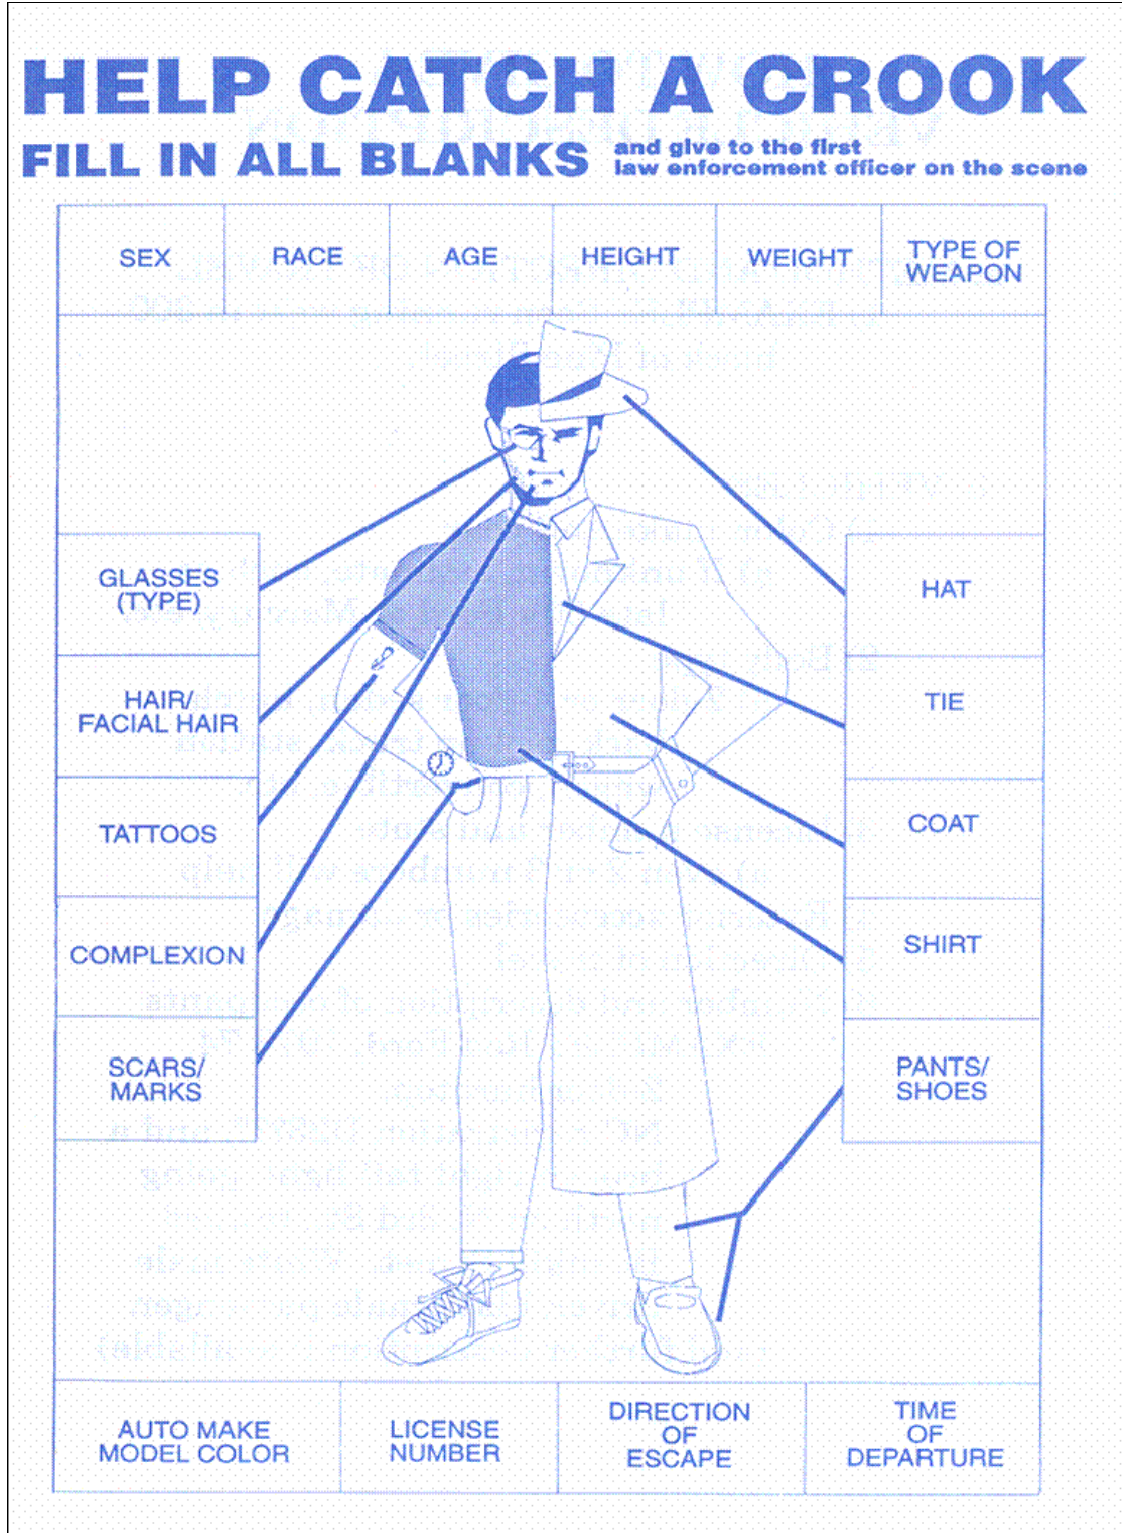 HELP CATCH A CROOK
FILL IN ALL BLANKS
and give to the first
law enforcement officer on the scene
SEX
RACE
AGE
HEIGHT
WEIGHT
TYPE OF
WEAPON
GLASSES
(TYPE)
HAIR/
FACIAL HAIR
TATTOOS
COMPLEXION
SCARS/
MARKS
HAT
TIE
COAT
SHIRT
PANTS/
SHOES
AUTO MAKE
MODEL COLOR
LICENSE
NUMBER
DIRECTION
OF
ESCAPE
TIME
OF
DEPARTURE